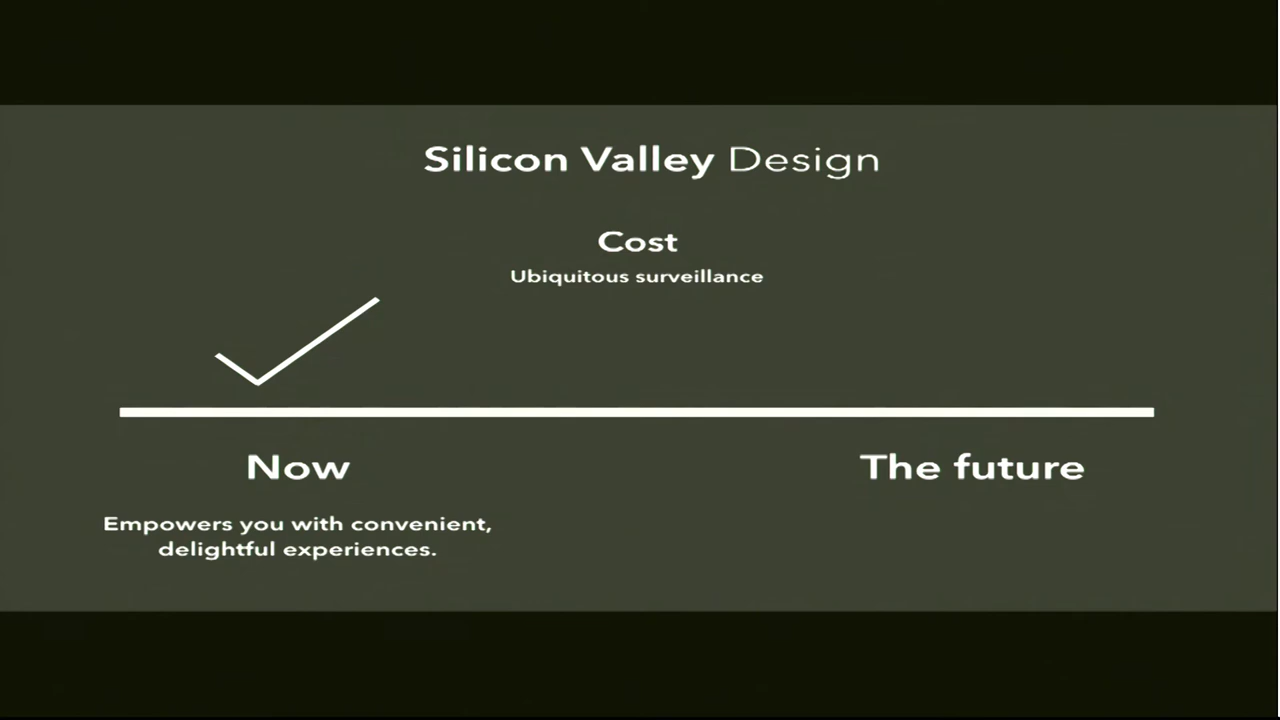 Silicon Valley Design
Cost
Ubiquitous surveillance
Now
The future
Empowers you with convenient,
delightful experiences.